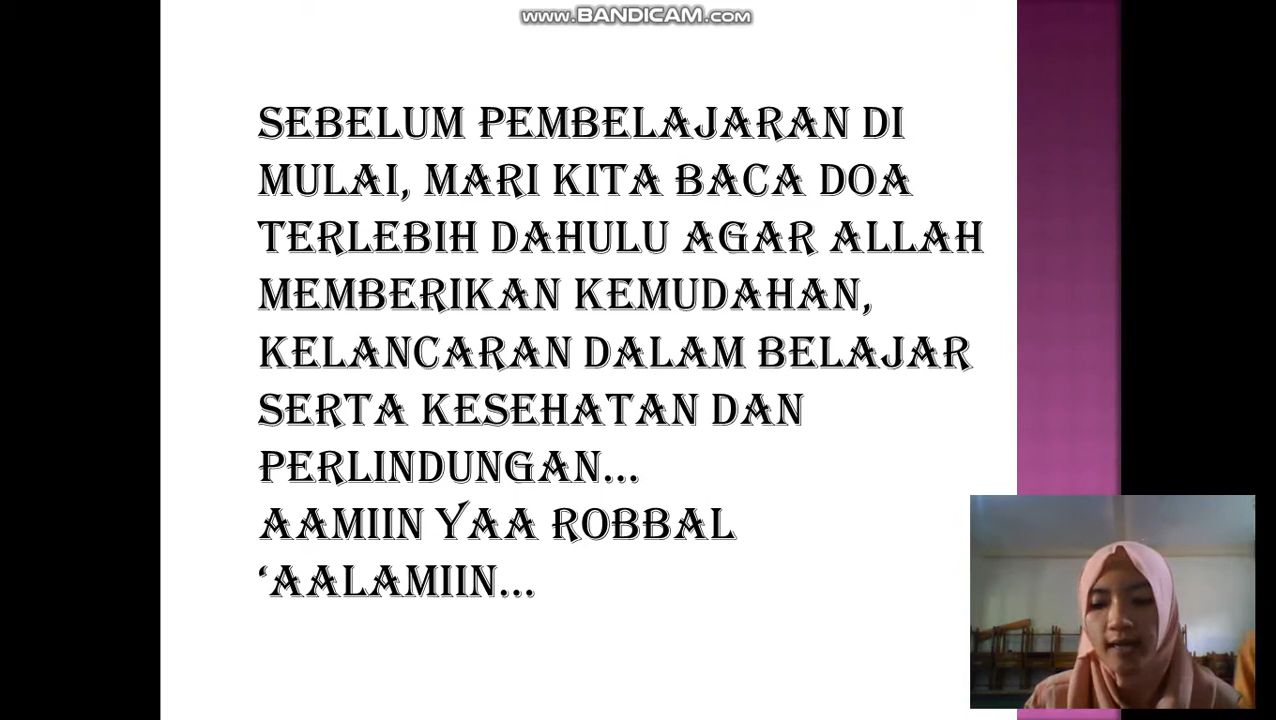 www.BANDICAM.com
SEBELUM PEMBELAJARAN DI
MULAI, MARI KITA BACA DOA
TERLEBIH DAHULU AGAR ALLAH
MEMBERIKAN KEMUDAHAN,
KELANCARAN DALAM BELAJAR
SERTA KESEHATAN DAN
PERLINDUNGAN...
AAMIIN YAA ROBBAL
‘AALAMIIN...